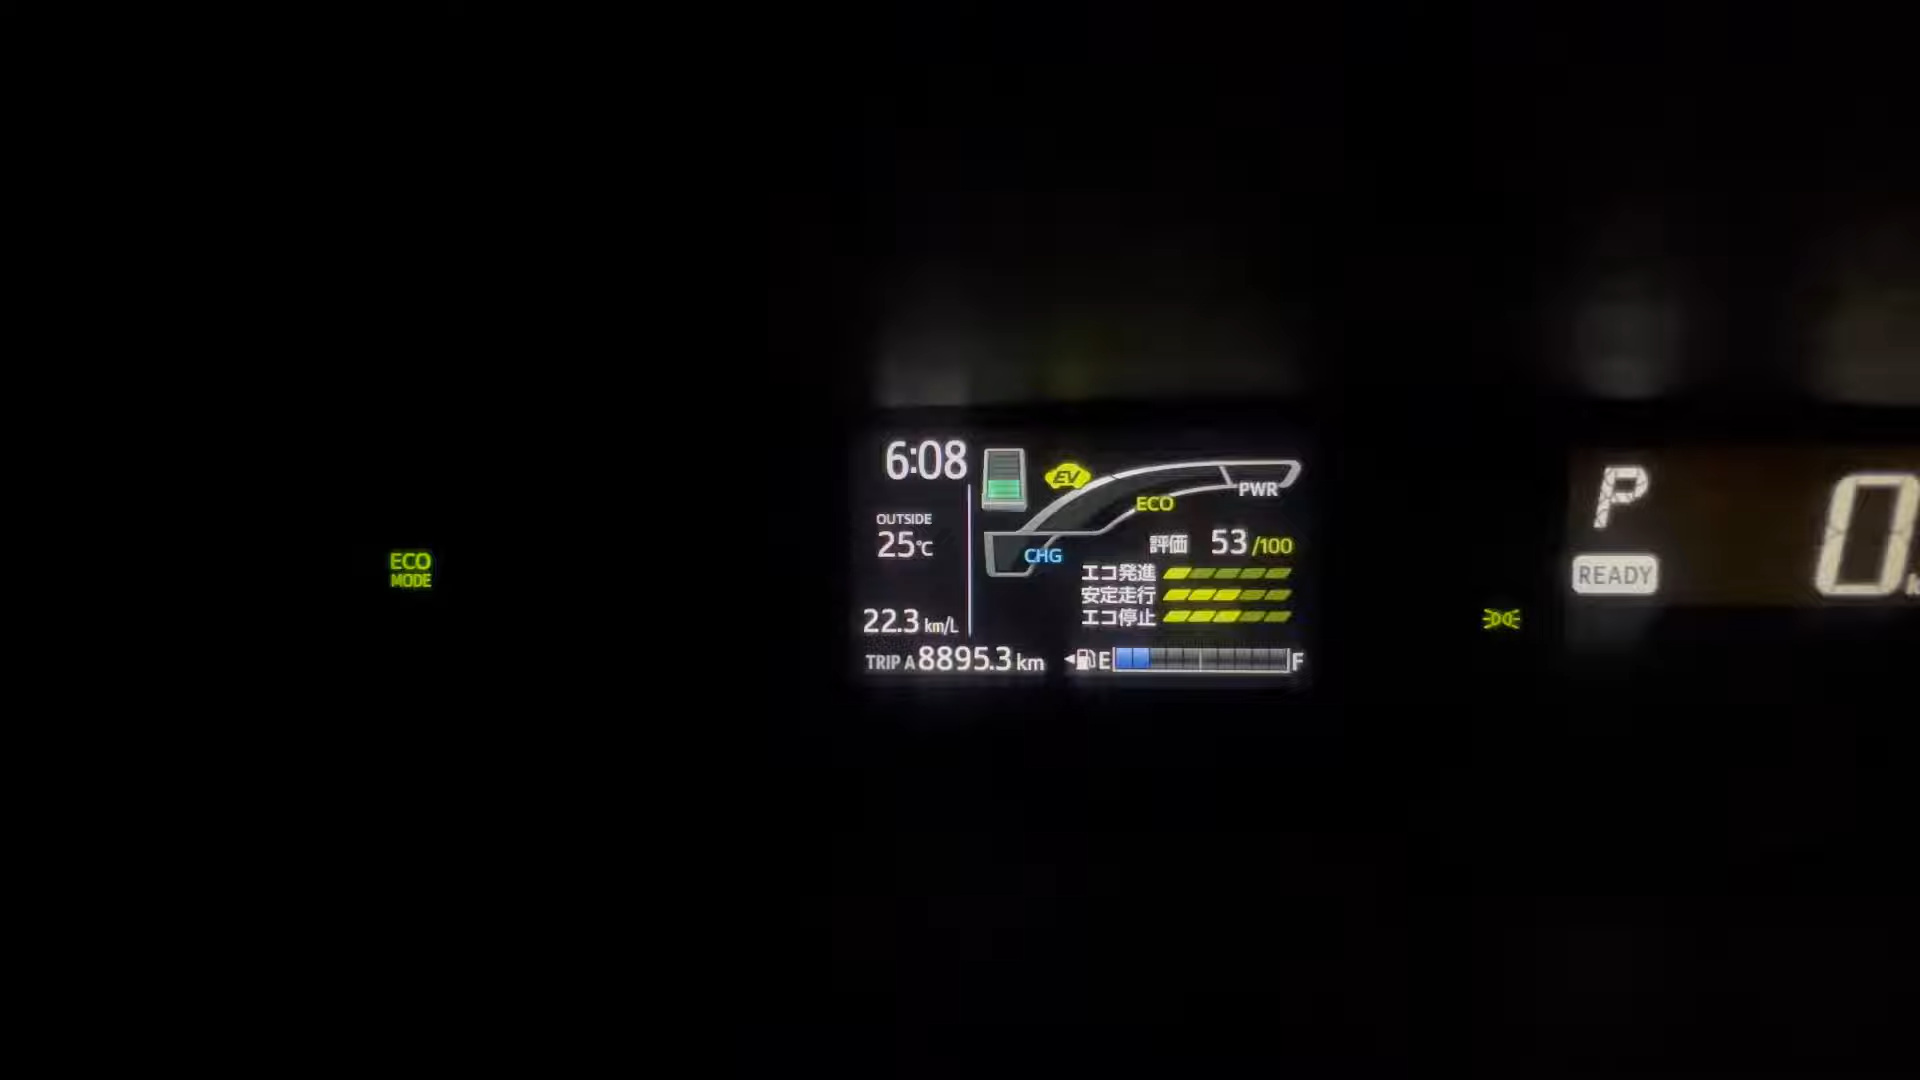 6:08
EV
PWR
ECO
OUTSIDE
25℃
CHG
評価 53/100
エコ発進
安定走行
エコ停止
22.3 km/L
TRIP A 8895.3 km
E F
ECO
MODE
P
READY
0